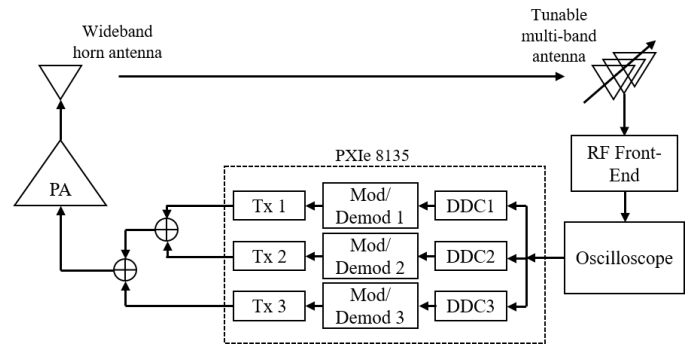 Wideband
horn antenna
Tunable
multi-band
antenna
PXIe 8135
RF Front-
End
PA
Tx 1
Mod/
Demod 1
DDC1
Tx 2
Mod/
Demod 2
DDC2
Oscilloscope
Tx 3
Mod/
Demod 3
DDC3